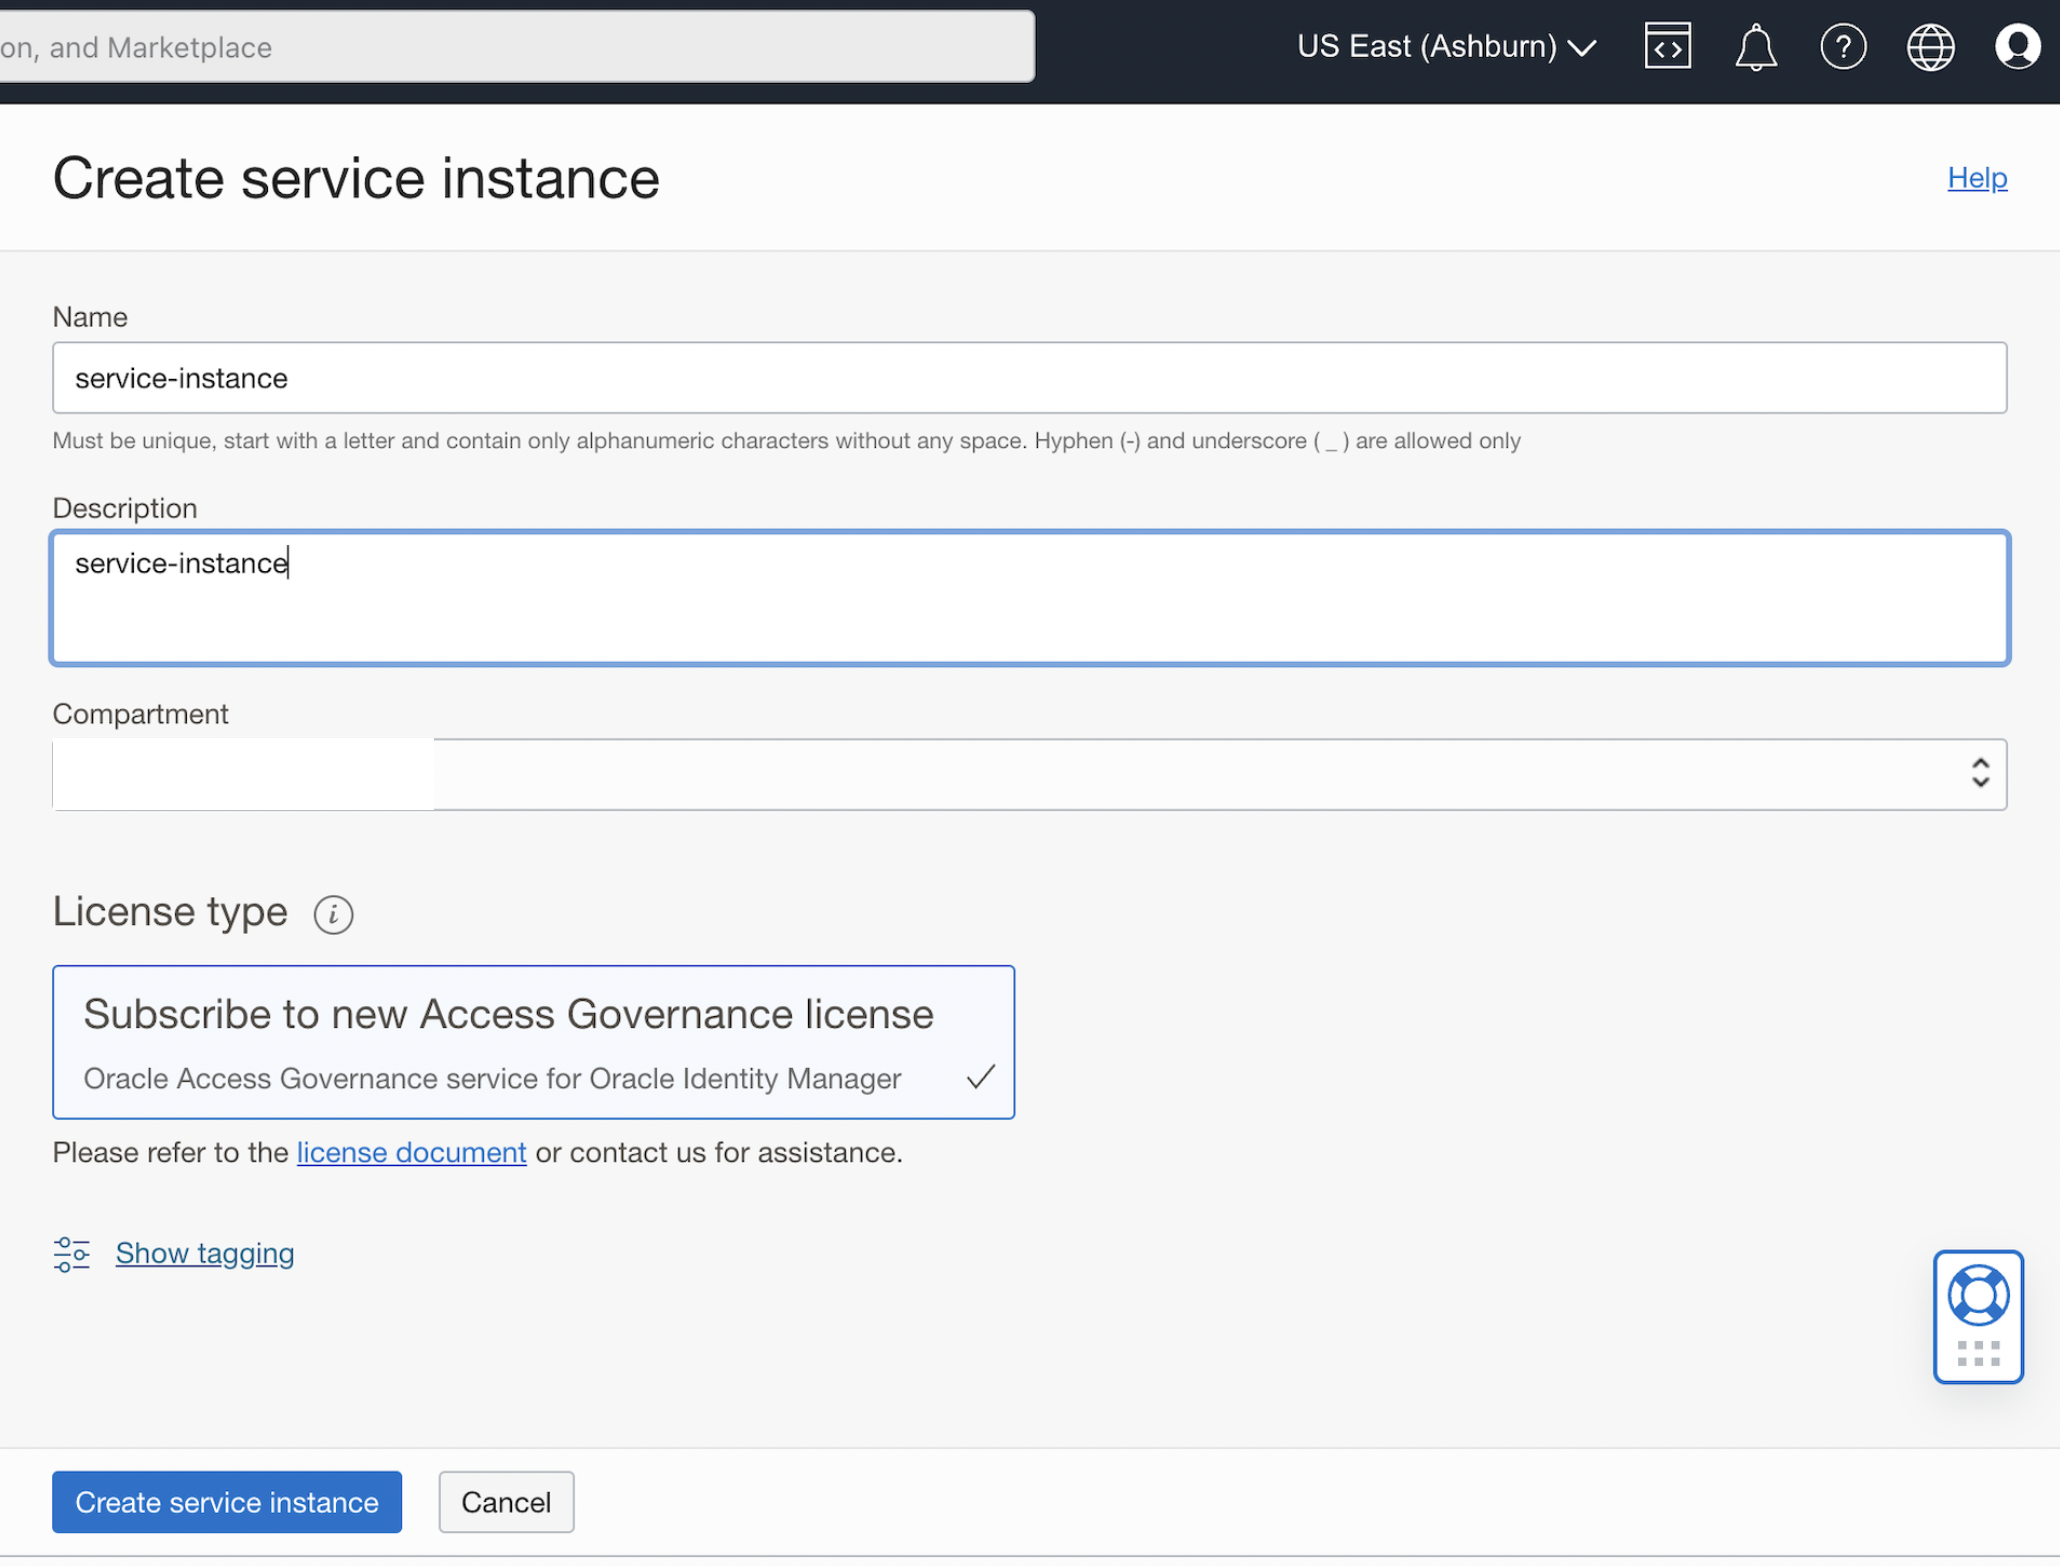 on, and Marketplace
US East (Ashburn)
Create service instance
Help
Name
service-instance
Must be unique, start with a letter and contain only alphanumeric characters without any space. Hyphen (-) and underscore ( _ ) are allowed only
Description
service-instance
Compartment
License type
Subscribe to new Access Governance license
Oracle Access Governance service for Oracle Identity Manager
Please refer to the license document or contact us for assistance.
Show tagging
Create service instance
Cancel